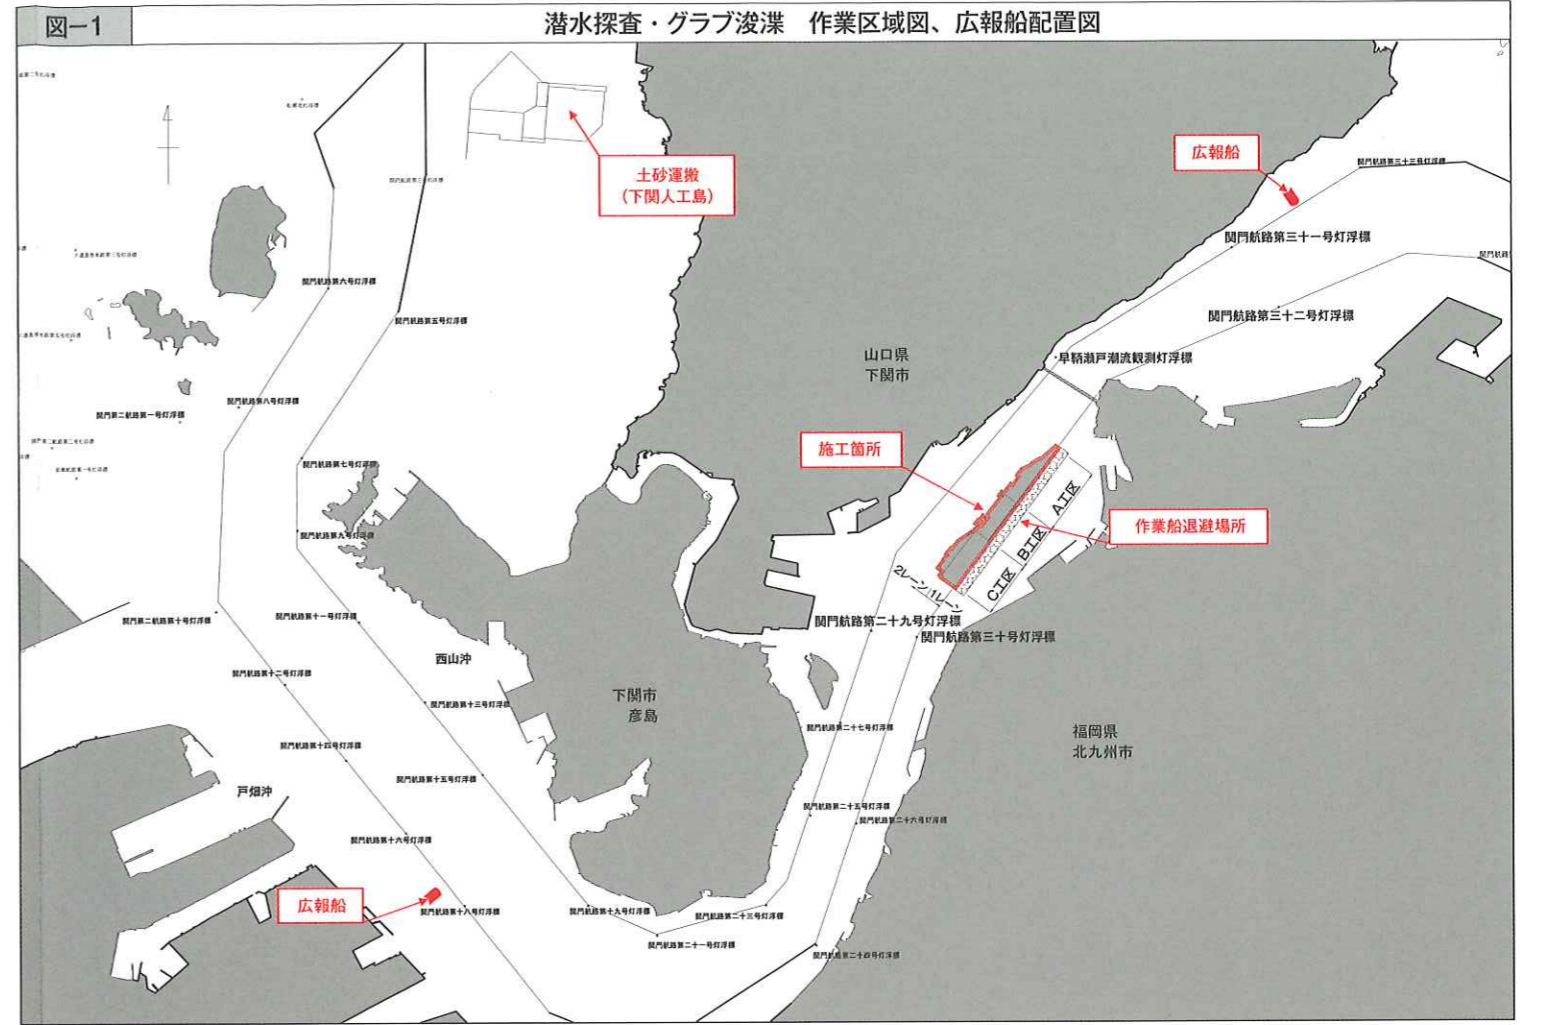 図ー1
潜水探査・グラブ浚渫　作業区域図、広報船配置図
土砂運搬
(下関人工島)
広報船
関門航路第三十三号灯浮標
関門航路第三十一号灯浮標
関門航路第六号灯浮標
関門航路第五号灯浮標
関門航路第三十二号灯浮標
山口県
下関市
早鞆瀬戸潮流観測灯浮標
関門航路第八号灯浮標
関門第二航路第一号灯浮標
施工箇所
関門航路第七号灯浮標
A工区
作業船退避場所
関門航路第九号灯浮標
B工区
2レーン
1レーン
C工区
関門第二航路第十号灯浮標
関門航路第十一号灯浮標
関門航路第二十九号灯浮標
関門航路第三十号灯浮標
西山沖
関門航路第十二号灯浮標
下関市
彦島
関門航路第十三号灯浮標
関門航路第二十七号灯浮標
福岡県
北九州市
関門航路第十四号灯浮標
関門航路第十五号灯浮標
戸畑沖
関門航路第二十五号灯浮標
関門航路第二十六号灯浮標
関門航路第十六号灯浮標
広報船
関門航路第十八号灯浮標
関門航路第十九号灯浮標
関門航路第二十三号灯浮標
関門航路第二十一号灯浮標
関門航路第二十四号灯浮標